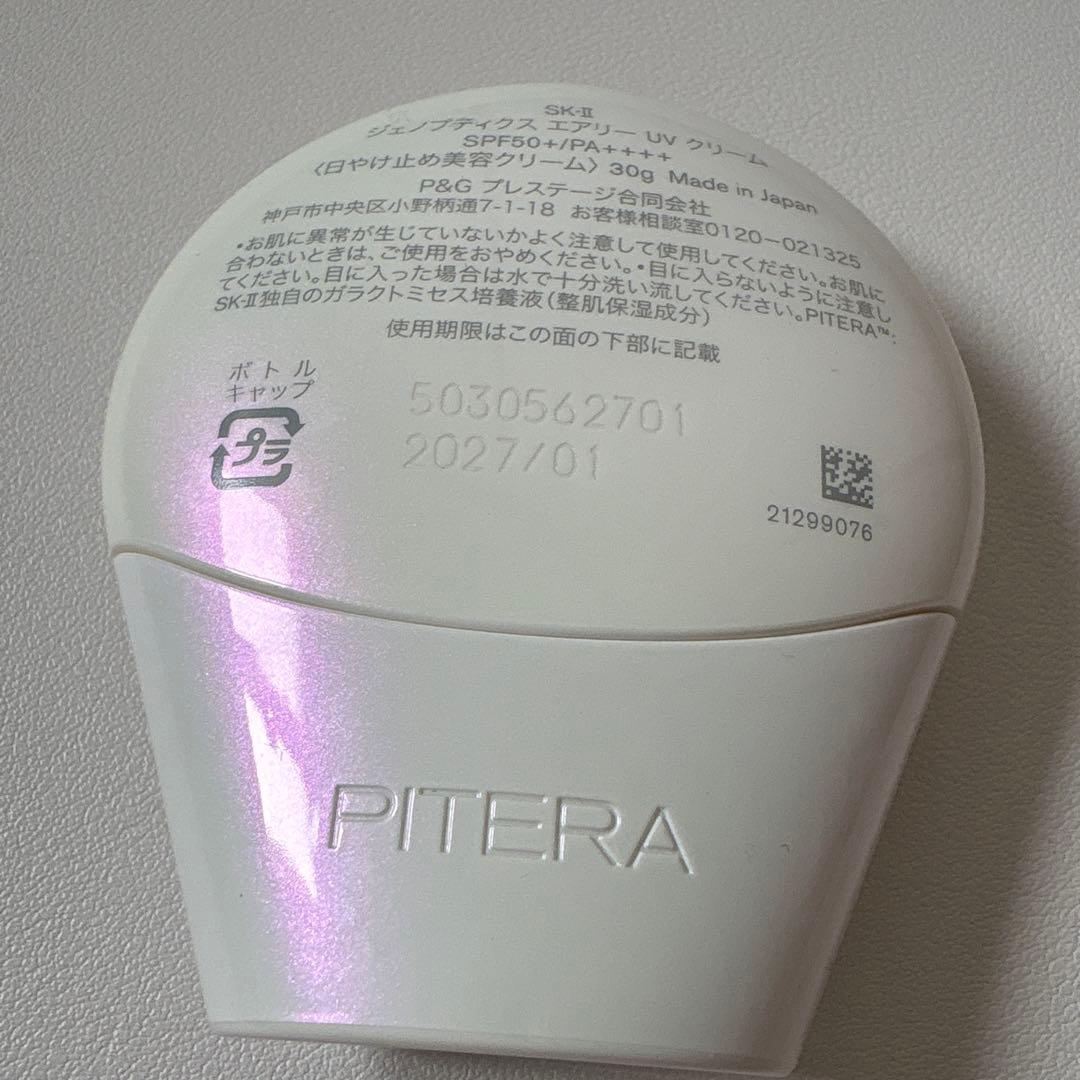 SK-II
ジェノプティクス エアリー UV クリーム
SPF50+/PA++++
〈日やけ止め美容クリーム〉 30g Made in Japan
P&G プレステージ合同会社
神戸市中央区小野柄通7-1-18 お客様相談室0120-021325
・お肌に異常が生じていないかよく注意して使用してください。お肌に
合わないときは、ご使用をおやめください。・目に入らないように注意し
てください。目に入った場合は水で十分洗い流してください。PITERA™:
SK-II独自のガラクトミセス培養液(整肌保湿成分)
使用期限はこの面の下部に記載
ボトル
キャップ
プラ
5030562701
2027/01
21299076
PITERA